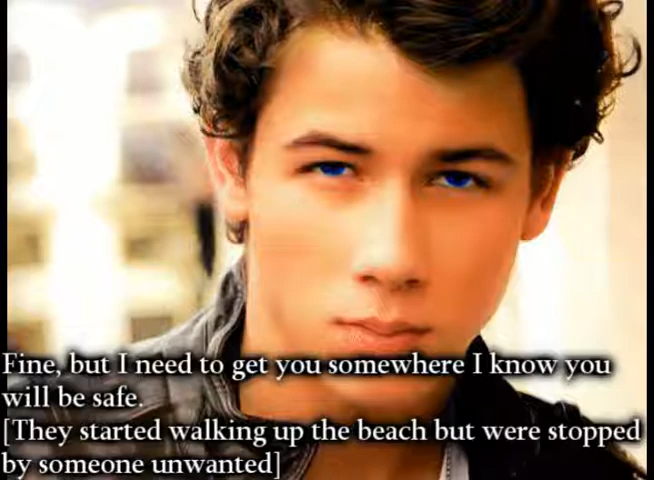 Fine, but I need to get you somewhere I know you
will be safe.
[They started walking up the beach but were stopped
by someone unwanted]